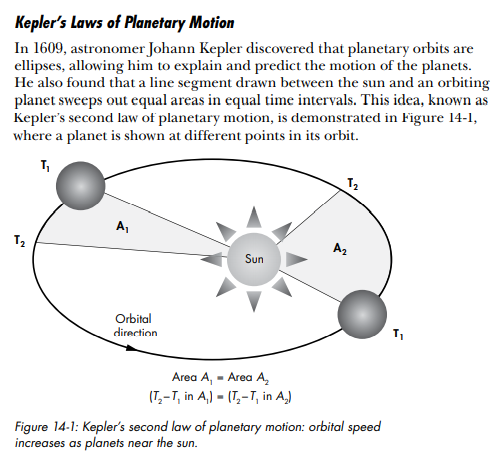 Kepler's Laws of Planetary Motion
In 1609, astronomer Johann Kepler discovered that planetary orbits are
ellipses, allowing him to explain and predict the motion of the planets.
He also found that a line segment drawn between the sun and an orbiting
planet sweeps out equal areas in equal time intervals. This idea, known as
Kepler's second law of planetary motion, is demonstrated in Figure 14-1,
where a planet is shown at different points in its orbit.
T₁
T₂
A₁
T₂
Sun
A₂
Orbital
direction
T₁
Area A₁ = Area A₂
(T₂–T₁ in A₁) = (T₂–T₁ in A₂)
Figure 14-1: Kepler's second law of planetary motion: orbital speed
increases as planets near the sun.